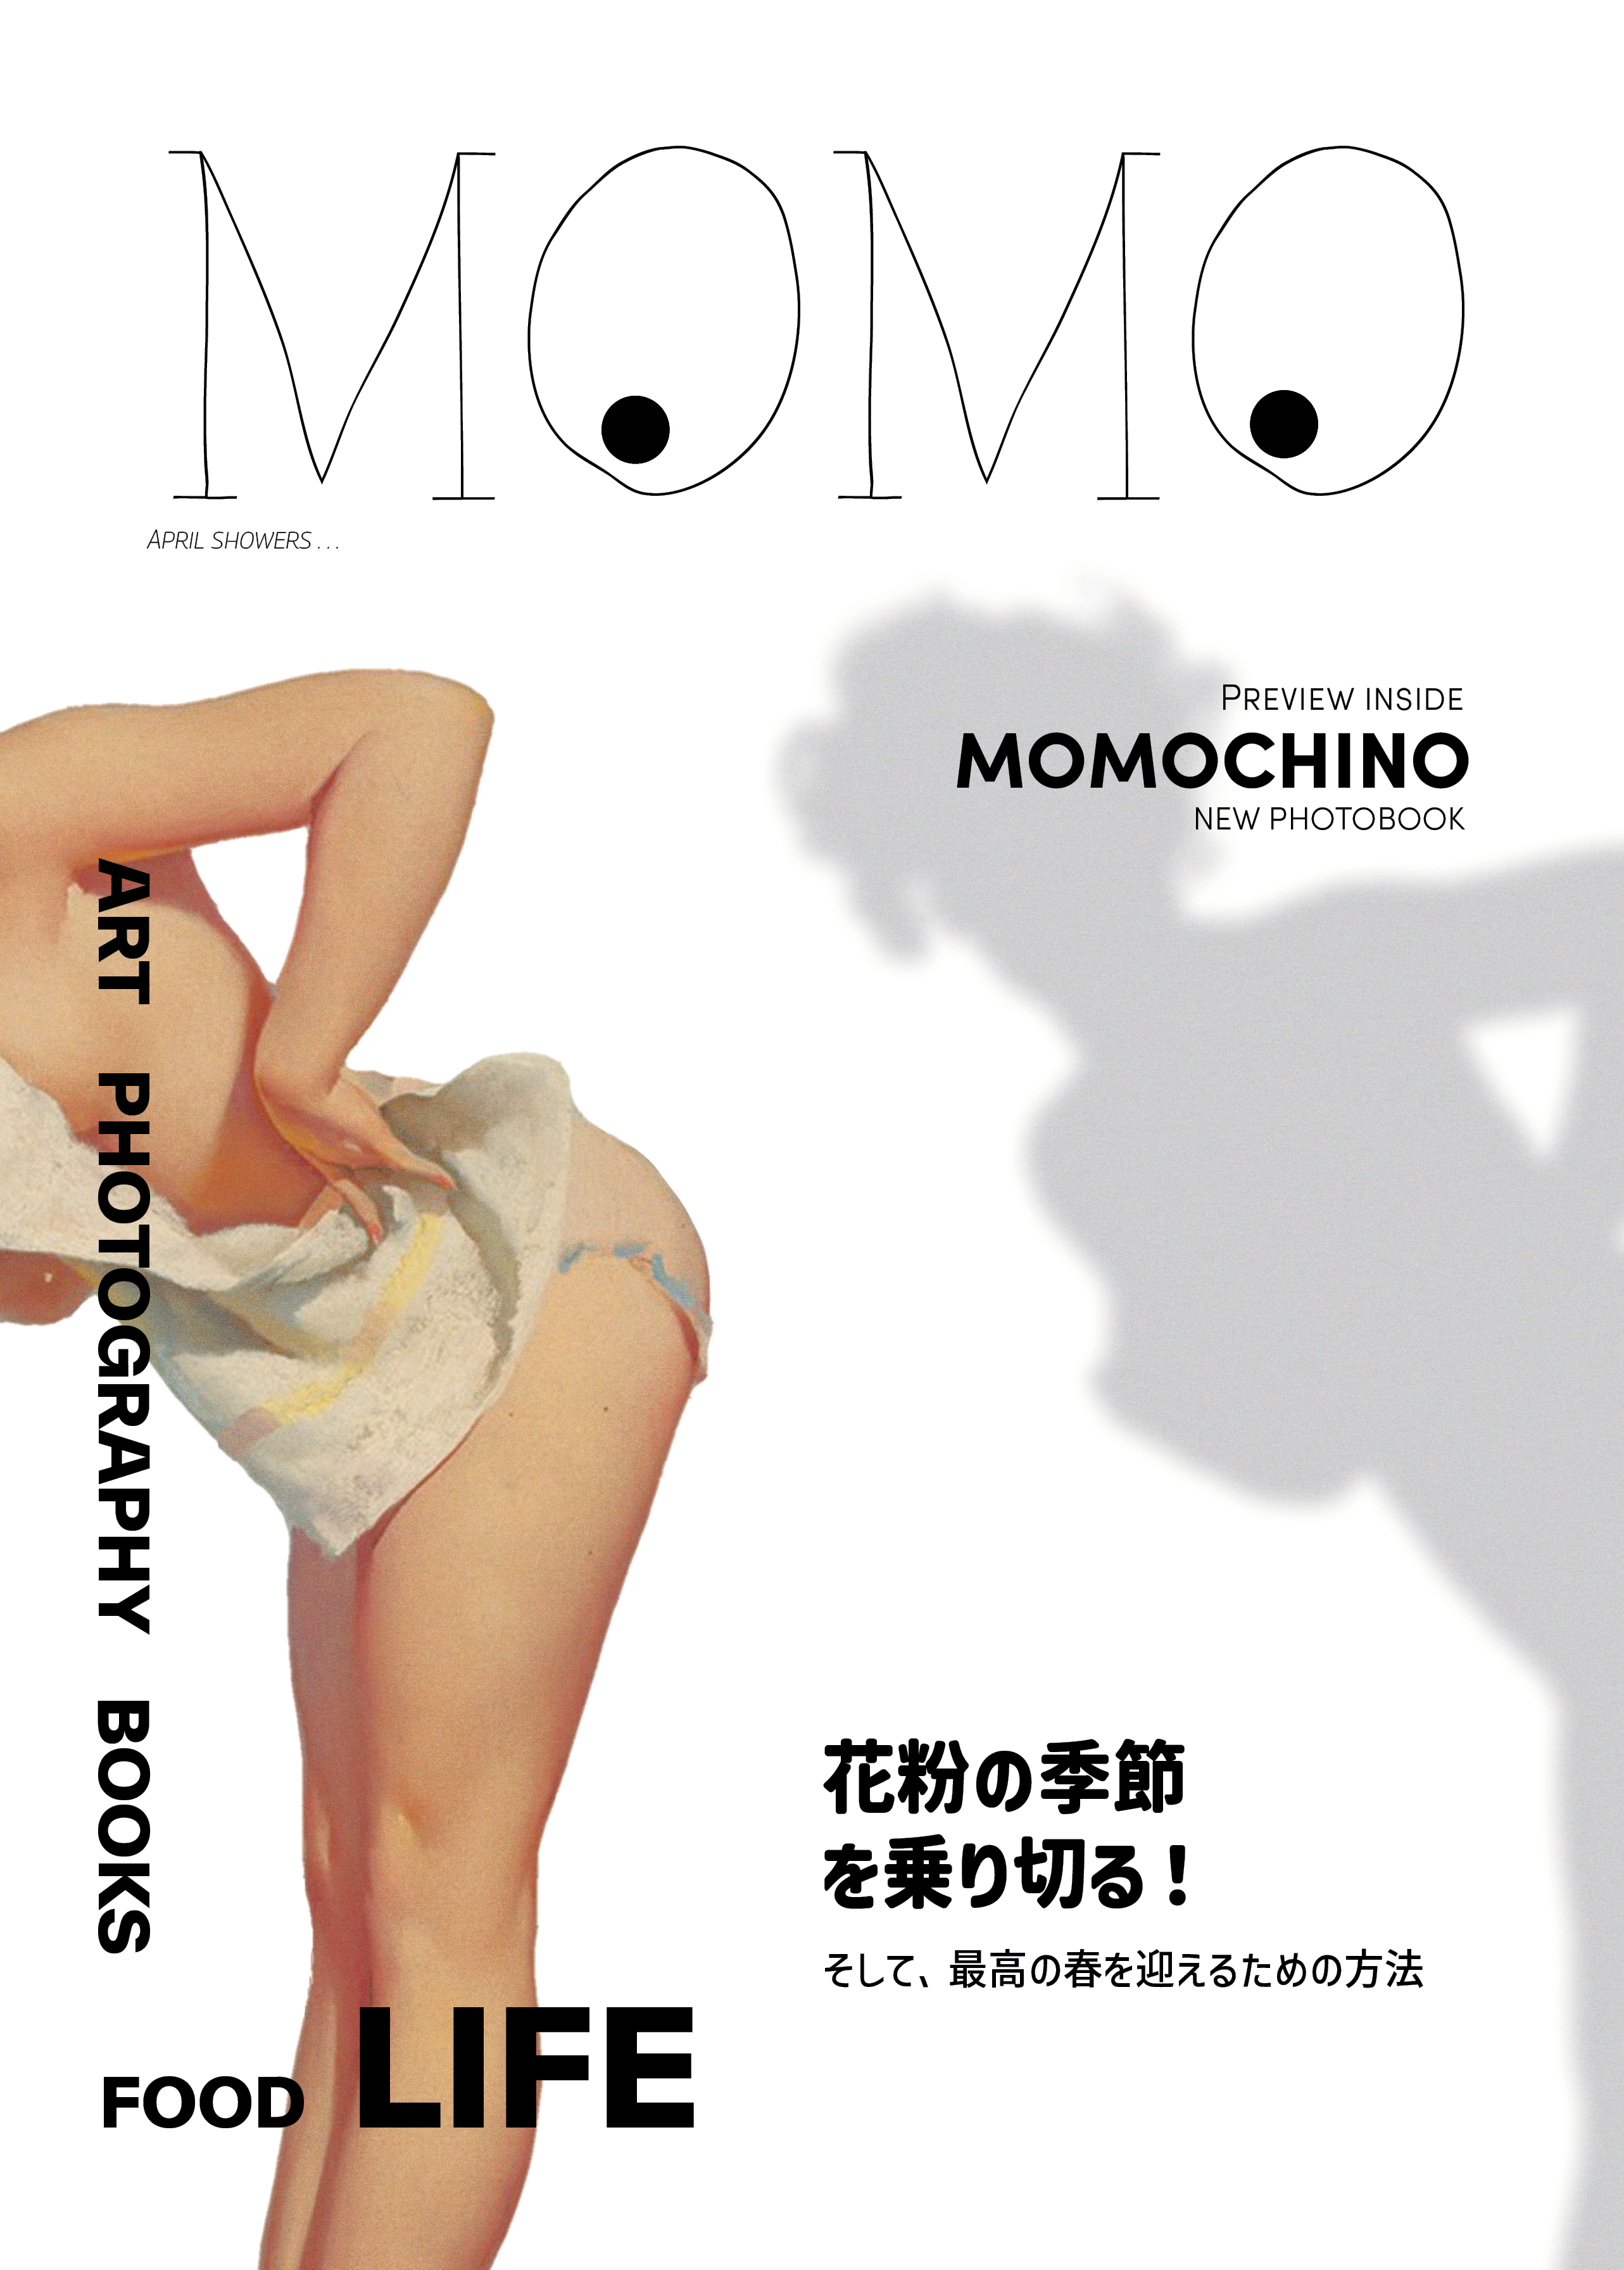 MOMO
APRIL SHOWERS . . .
PREVIEW INSIDE
MOMOCHINO
NEW PHOTOBOOK
ART PHOTOGRAPHY BOOKS
花粉の季節
を乗り切る！
そして、最高の春を迎えるための方法
FOOD LIFE